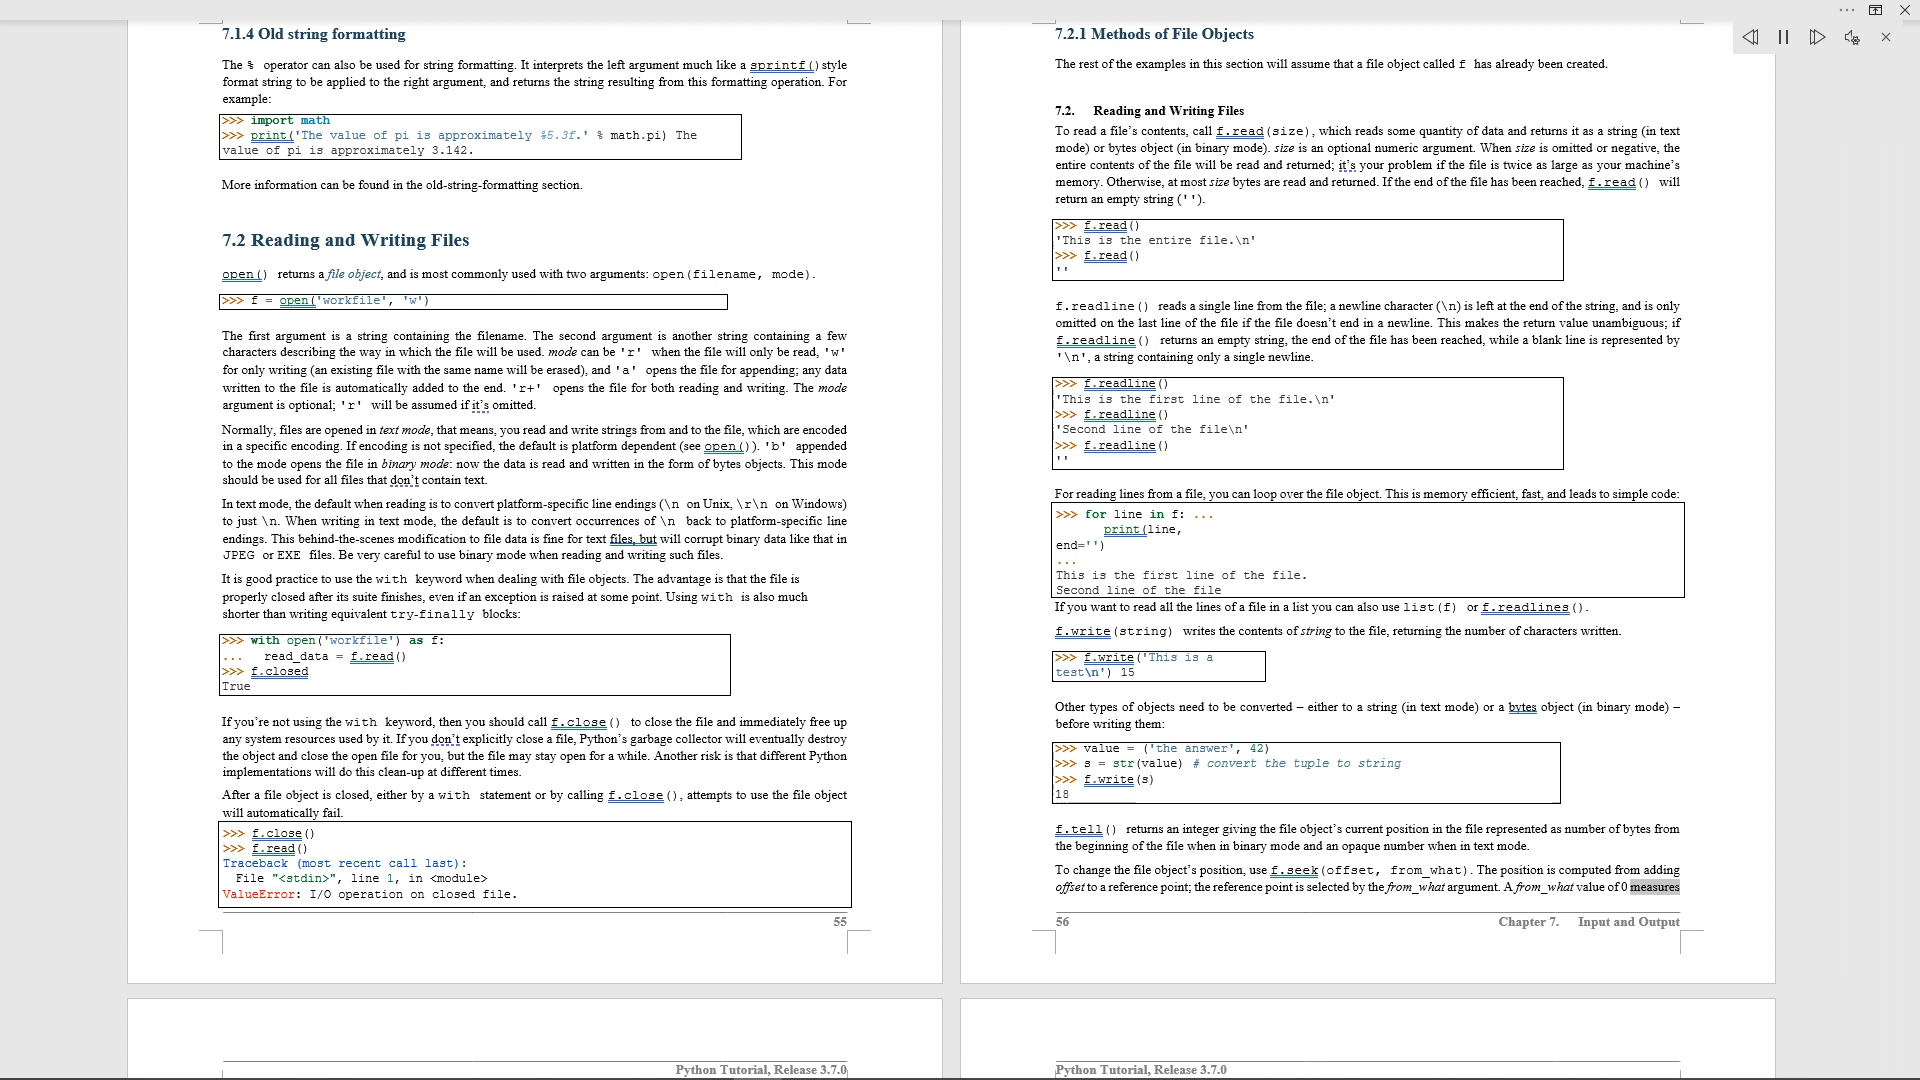 7.1.4 Old string formatting
The % operator can also be used for string formatting. It interprets the left argument much like a sprintf() style
format string to be applied to the right argument, and returns the string resulting from this formatting operation. For
example:
>>> import math
>>> print('The value of pi is approximately %5.3f.' % math.pi) The
value of pi is approximately 3.142.
More information can be found in the old-string-formatting section.
7.2 Reading and Writing Files
open() returns a file object, and is most commonly used with two arguments: open(filename, mode).
>>> f = open('workfile', 'w')
The first argument is a string containing the filename. The second argument is another string containing a few
characters describing the way in which the file will be used. mode can be 'r' when the file will only be read, 'w'
for only writing (an existing file with the same name will be erased), and 'a' opens the file for appending; any data
written to the file is automatically added to the end. 'r+' opens the file for both reading and writing. The mode
argument is optional; 'r' will be assumed if it's omitted.
Normally, files are opened in text mode, that means, you read and write strings from and to the file, which are encoded
in a specific encoding. If encoding is not specified, the default is platform dependent (see open()). 'b' appended
to the mode opens the file in binary mode: now the data is read and written in the form of bytes objects. This mode
should be used for all files that don't contain text.
In text mode, the default when reading is to convert platform-specific line endings (\n on Unix, \r\n on Windows)
to just \n. When writing in text mode, the default is to convert occurrences of \n back to platform-specific line
endings. This behind-the-scenes modification to file data is fine for text files, but will corrupt binary data like that in
JPEG or EXE files. Be very careful to use binary mode when reading and writing such files.
It is good practice to use the with keyword when dealing with file objects. The advantage is that the file is
properly closed after its suite finishes, even if an exception is raised at some point. Using with is also much
shorter than writing equivalent try-finally blocks:
>>> with open('workfile') as f:
... read_data = f.read()
>>> f.closed
True
If you're not using the with keyword, then you should call f.close() to close the file and immediately free up
any system resources used by it. If you don't explicitly close a file, Python's garbage collector will eventually destroy
the object and close the open file for you, but the file may stay open for a while. Another risk is that different Python
implementations will do this clean-up at different times.
After a file object is closed, either by a with statement or by calling f.close(), attempts to use the file object
will automatically fail.
>>> f.close()
>>> f.read()
Traceback (most recent call last):
File "<stdin>", line 1, in <module>
ValueError: I/O operation on closed file.
55
Python Tutorial, Release 3.7.0
7.2.1 Methods of File Objects
The rest of the examples in this section will assume that a file object called f has already been created.
7.2. Reading and Writing Files
To read a file's contents, call f.read(size), which reads some quantity of data and returns it as a string (in text
mode) or bytes object (in binary mode). size is an optional numeric argument. When size is omitted or negative, the
entire contents of the file will be read and returned; it's your problem if the file is twice as large as your machine's
memory. Otherwise, at most size bytes are read and returned. If the end of the file has been reached, f.read() will
return an empty string ('').
>>> f.read()
'This is the entire file.\n'
>>> f.read()
''
f.readline() reads a single line from the file; a newline character (\n) is left at the end of the string, and is only
omitted on the last line of the file if the file doesn't end in a newline. This makes the return value unambiguous; if
f.readline() returns an empty string, the end of the file has been reached, while a blank line is represented by
'\n', a string containing only a single newline.
>>> f.readline()
'This is the first line of the file.\n'
>>> f.readline()
'Second line of the file\n'
>>> f.readline()
''
For reading lines from a file, you can loop over the file object. This is memory efficient, fast, and leads to simple code:
>>> for line in f: ...
print(line,
end='')
...
This is the first line of the file.
Second line of the file
If you want to read all the lines of a file in a list you can also use list(f) or f.readlines().
f.write(string) writes the contents of string to the file, returning the number of characters written.
>>> f.write('This is a
test\n') 15
Other types of objects need to be converted – either to a string (in text mode) or a bytes object (in binary mode) –
before writing them:
>>> value = ('the answer', 42)
>>> s = str(value) # convert the tuple to string
>>> f.write(s)
18
f.tell() returns an integer giving the file object's current position in the file represented as number of bytes from
the beginning of the file when in binary mode and an opaque number when in text mode.
To change the file object's position, use f.seek(offset, from_what). The position is computed from adding
offset to a reference point; the reference point is selected by the from_what argument. A from_what value of 0 measures
56 Chapter 7. Input and Output
Python Tutorial, Release 3.7.0